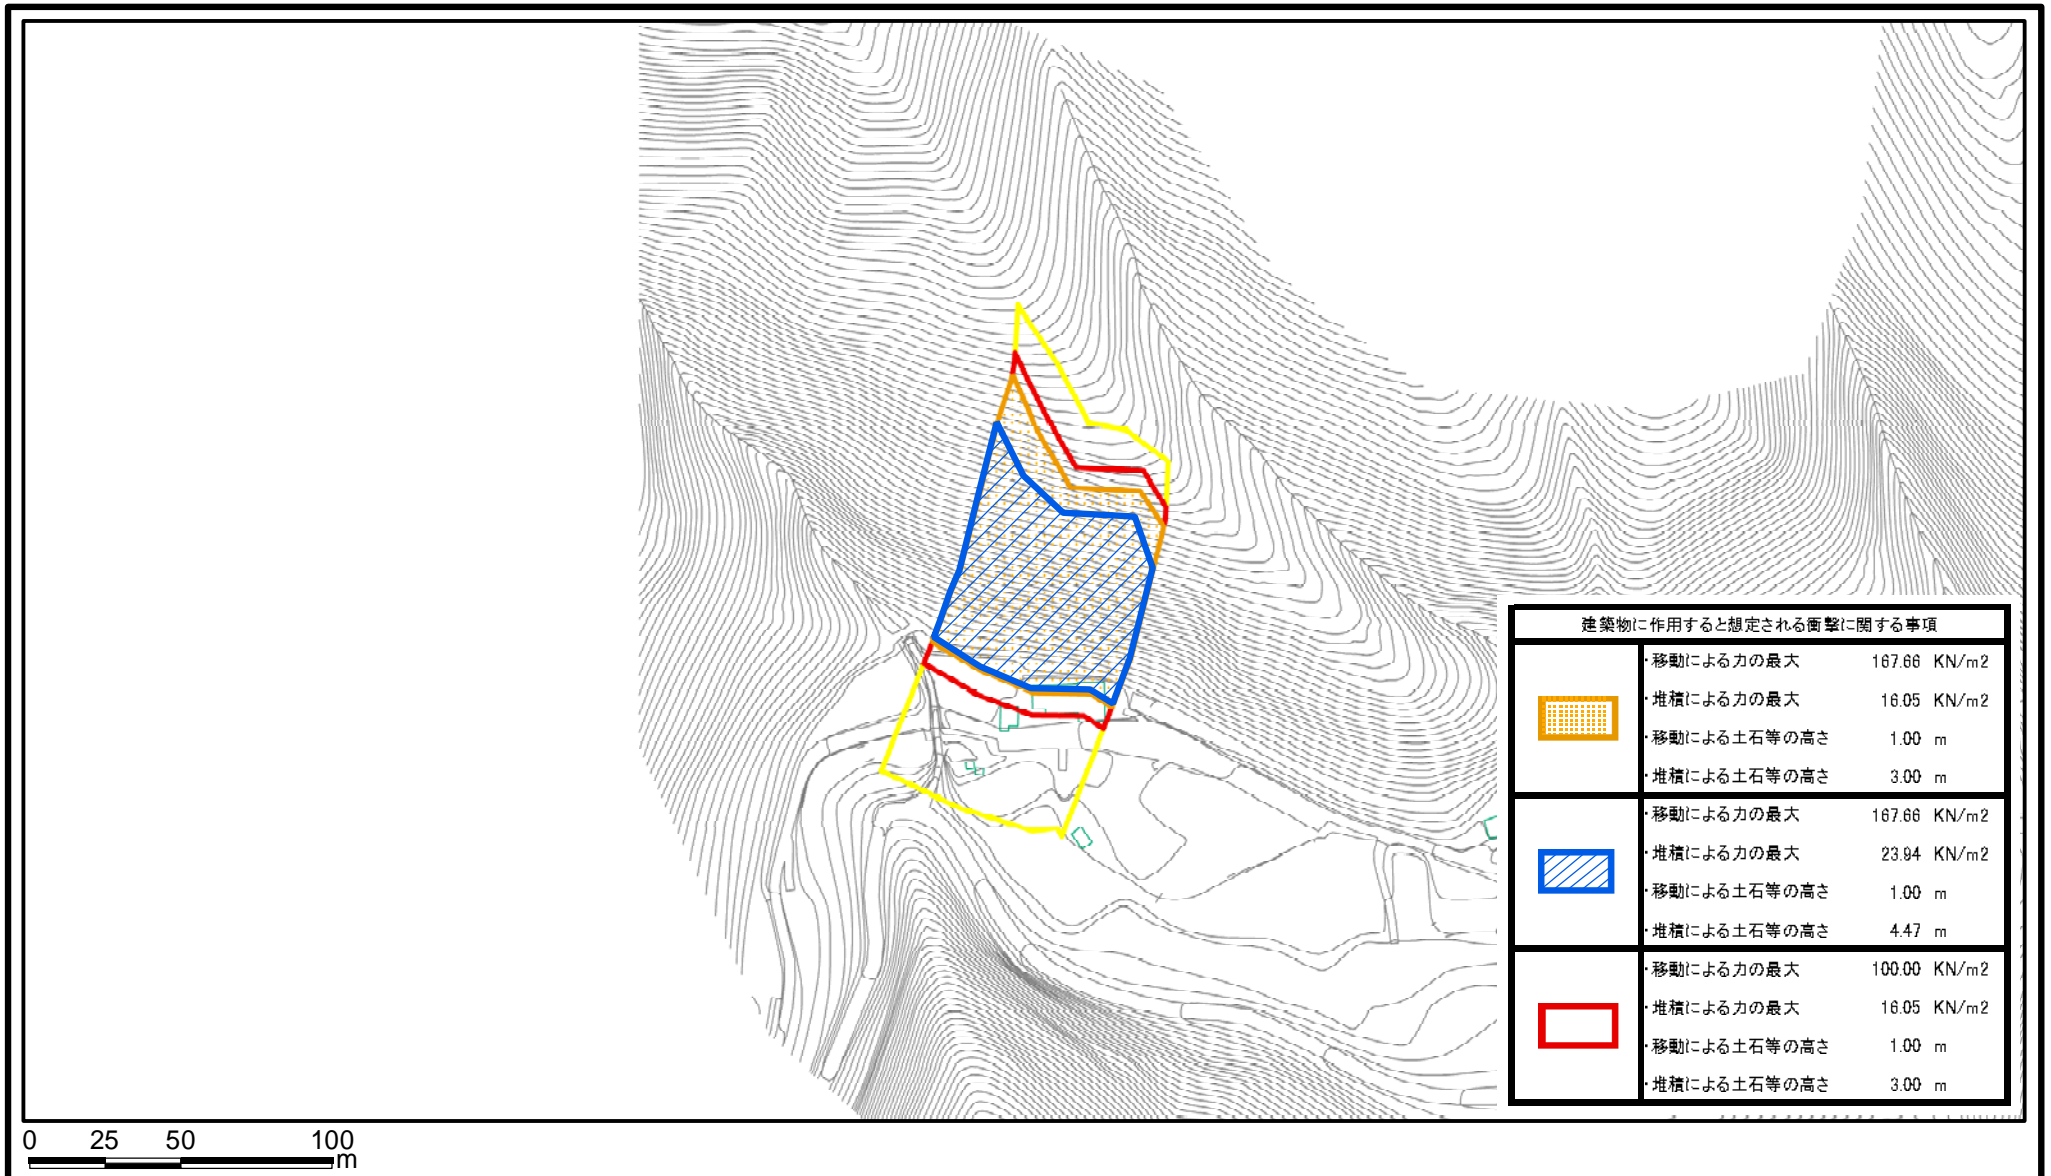 建築物に作用すると想定される衝撃に関する事項
・移動による力の最大 167.66 KN/m2
・堆積による力の最大 16.05 KN/m2
・移動による土石等の高さ 1.00 m
・堆積による土石等の高さ 3.00 m
・移動による力の最大 167.66 KN/m2
・堆積による力の最大 23.94 KN/m2
・移動による土石等の高さ 1.00 m
・堆積による土石等の高さ 4.47 m
・移動による力の最大 100.00 KN/m2
・堆積による力の最大 16.05 KN/m2
・移動による土石等の高さ 1.00 m
・堆積による土石等の高さ 3.00 m
0 25 50 100
m